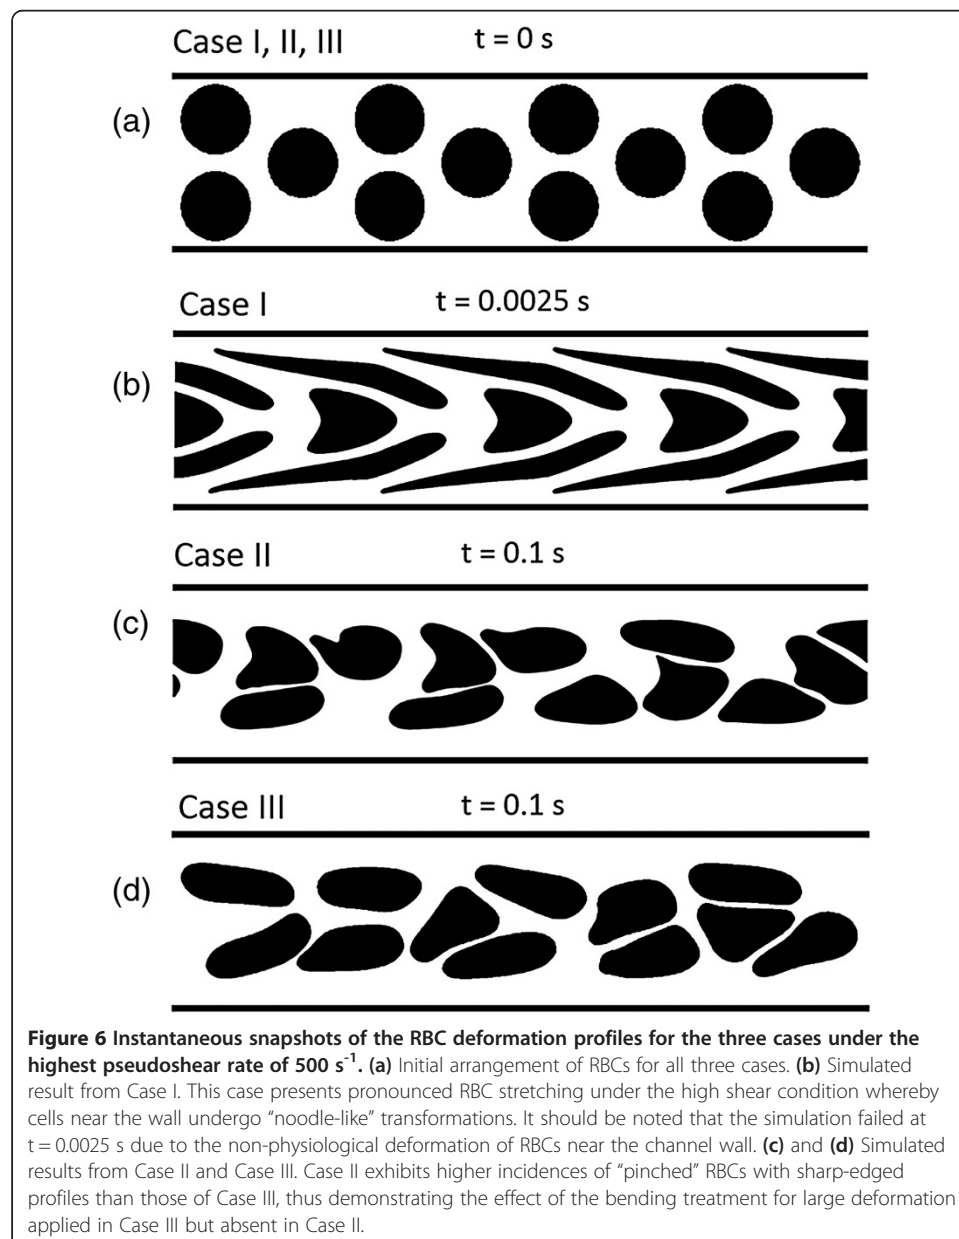 Case I, II, III t = 0 s
(a)
Case I t = 0.0025 s
(b)
Case II t = 0.1 s
(c)
Case III t = 0.1 s
(d)
Figure 6 Instantaneous snapshots of the RBC deformation profiles for the three cases under the
highest pseudoshear rate of 500 s⁻¹. (a) Initial arrangement of RBCs for all three cases. (b) Simulated
result from Case I. This case presents pronounced RBC stretching under the high shear condition whereby
cells near the wall undergo “noodle-like” transformations. It should be noted that the simulation failed at
t = 0.0025 s due to the non-physiological deformation of RBCs near the channel wall. (c) and (d) Simulated
results from Case II and Case III. Case II exhibits higher incidences of “pinched” RBCs with sharp-edged
profiles than those of Case III, thus demonstrating the effect of the bending treatment for large deformation
applied in Case III but absent in Case II.